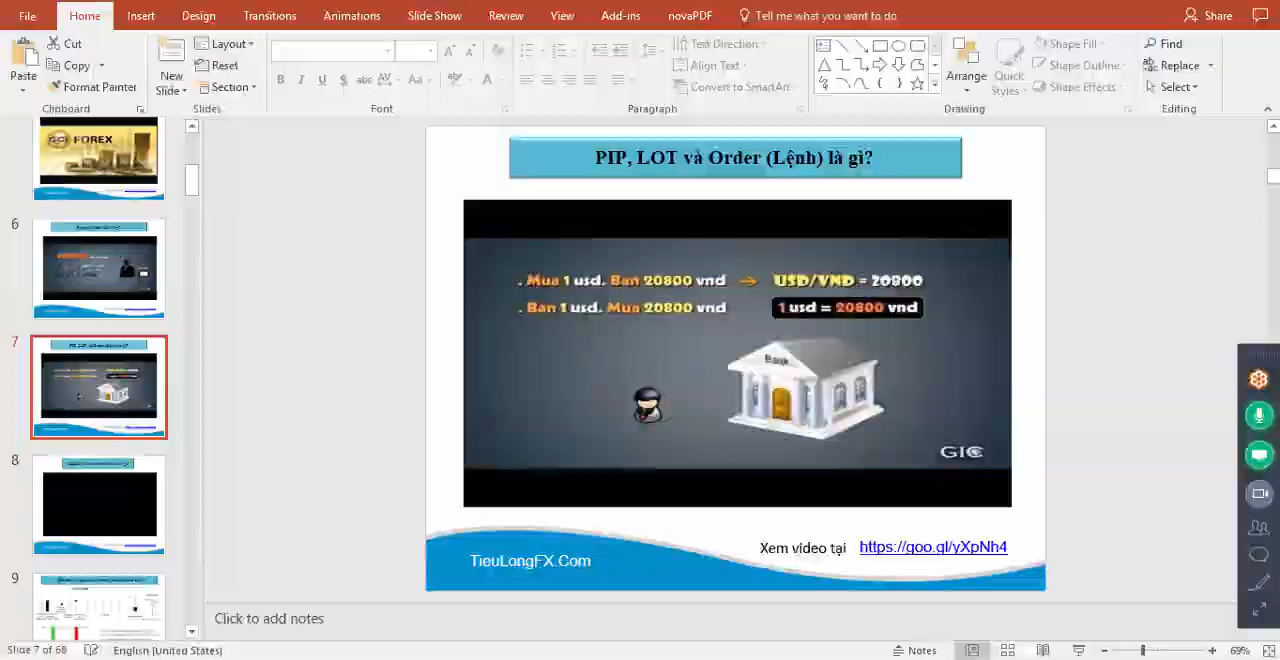 File Home Insert Design Transitions Animations Slide Show Review View Add-ins novaPDF Tell me what you want to do Share
Paste Cut Copy Format Painter Clipboard
New Slide Layout Reset Section Slides
B I U S abc AV Aa A Font
Text Direction Align Text Convert to SmartArt Paragraph
Arrange Quick Styles Shape Fill Shape Outline Shape Effects Drawing
Find Replace Select Editing
FOREX
6
7
8
9
PIP, LOT và Order (Lệnh) là gì?
. Mua 1 usd. Ban 20800 vnd → USD/VND = 20800
. Ban 1 usd. Mua 20800 vnd 1 usd = 20800 vnd
Bank
GIC
TieuLongFX.Com
Xem video tại https://goo.gl/yXpNh4
Click to add notes
Slide 7 of 68 English (United States) Notes 69%